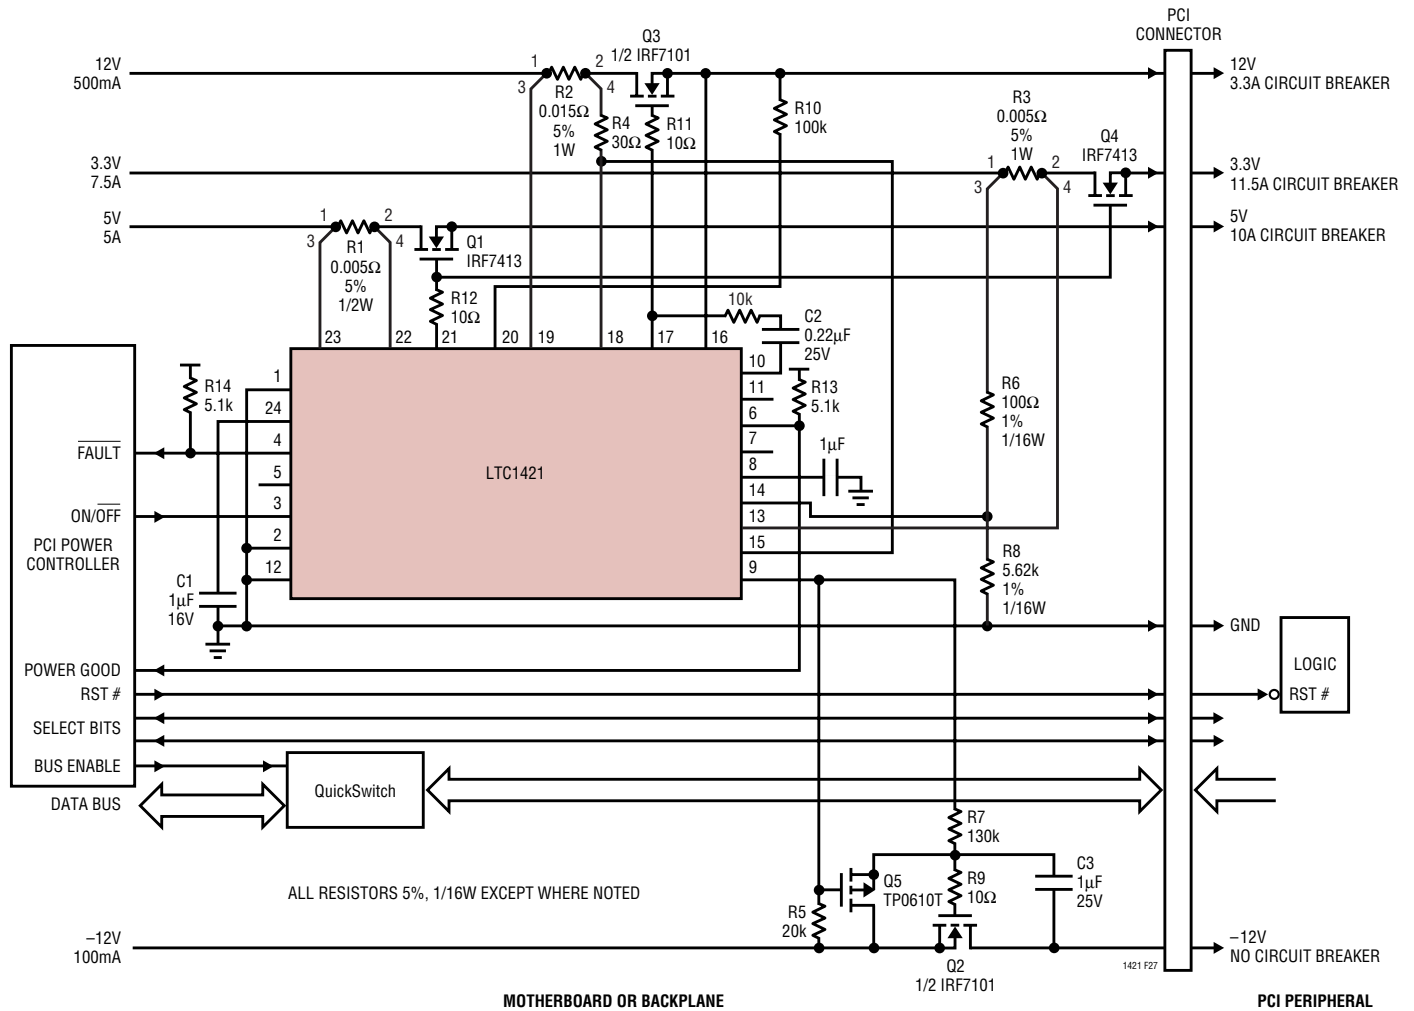 PCI
CONNECTOR
12V
500mA
1
2
3
4
R2
0.015Ω
5%
1W
Q3
1/2 IRF7101
R4
30Ω
R11
10Ω
R10
100k
12V
3.3A CIRCUIT BREAKER
3.3V
7.5A
R3
0.005Ω
5%
1W
1
2
3
4
Q4
IRF7413
3.3V
11.5A CIRCUIT BREAKER
5V
5A
1
2
3
4
R1
0.005Ω
5%
1/2W
Q1
IRF7413
R12
10Ω
5V
10A CIRCUIT BREAKER
10k
C2
0.22µF
25V
23
22
21
20
19
18
17
16
1
24
4
5
3
2
12
LTC1421
10
11
6
7
8
14
13
15
9
R14
5.1k
R13
5.1k
1µF
R6
100Ω
1%
1/16W
R8
5.62k
1%
1/16W
C1
1µF
16V
FAULT
ON/OFF
PCI POWER
CONTROLLER
POWER GOOD
RST #
SELECT BITS
BUS ENABLE
DATA BUS
QuickSwitch
GND
LOGIC
RST #
R7
130k
Q5
TP0610T
R9
10Ω
C3
1µF
25V
R5
20k
ALL RESISTORS 5%, 1/16W EXCEPT WHERE NOTED
–12V
100mA
Q2
1/2 IRF7101
1421 F27
–12V
NO CIRCUIT BREAKER
MOTHERBOARD OR BACKPLANE
PCI PERIPHERAL